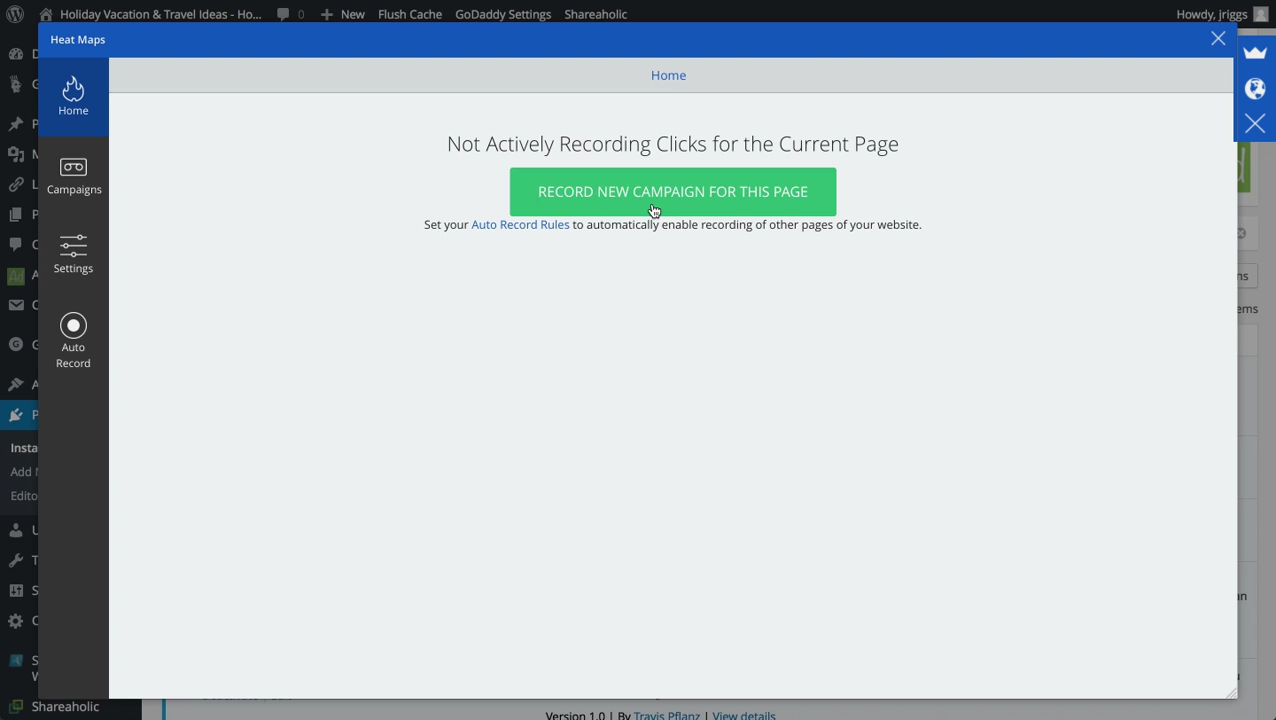 Holiday Vacation & Travel Ideas - Ho... 0 New Flush Cache GoDaddy Settings Shareaholic Howdy, jriggs
Heat Maps
Home
Home
Campaigns
Settings
Auto
Record
Not Actively Recording Clicks for the Current Page
RECORD NEW CAMPAIGN FOR THIS PAGE
Set your Auto Record Rules to automatically enable recording of other pages of your website.
Insta
Add N
Edito
Shareaholic
ns
ems
an
u
Version 1.0 | By Travis Pflanz | View details